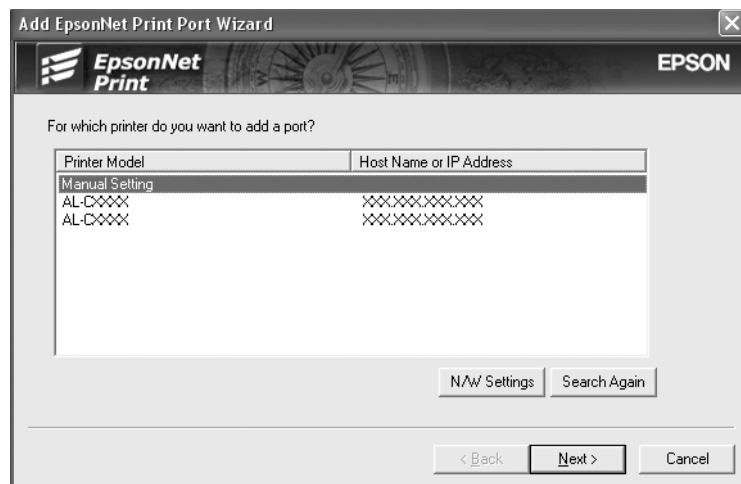 Add EpsonNet Print Port Wizard
EpsonNet
Print
EPSON
For which printer do you want to add a port?
Printer Model Host Name or IP Address
Manual Setting
AL-CXXXX XXX.XXX.XXX.XXX
AL-CXXXX XXX.XXX.XXX.XXX
N/W Settings Search Again
< Back Next > Cancel